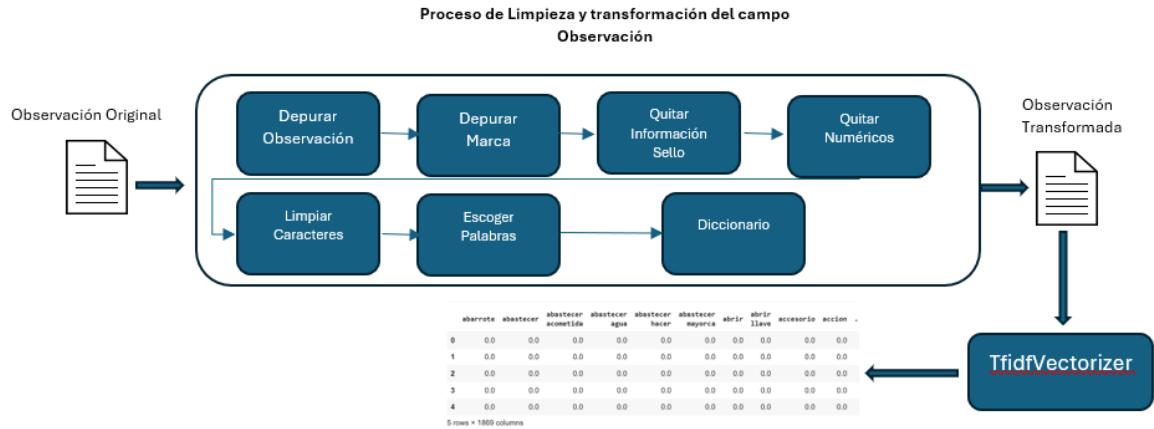 Proceso de Limpieza y transformación del campo
Observación
Observación Original
Depurar
Observación
Depurar
Marca
Quitar
Información
Sello
Quitar
Numéricos
Observación
Transformada
Limpiar
Caracteres
Escoger
Palabras
Diccionario
abarrote abastecer abastecer acometida abastecer agua abastecer hacer abastecer mayorca abrir abrir llave accesorio accion .
0 0.0 0.0 0.0 0.0 0.0 0.0 0.0 0.0 0.0 0.0
1 0.0 0.0 0.0 0.0 0.0 0.0 0.0 0.0 0.0 0.0
2 0.0 0.0 0.0 0.0 0.0 0.0 0.0 0.0 0.0 0.0
3 0.0 0.0 0.0 0.0 0.0 0.0 0.0 0.0 0.0 0.0
4 0.0 0.0 0.0 0.0 0.0 0.0 0.0 0.0 0.0 0.0
5 rows × 1869 columns
TfidfVectorizer